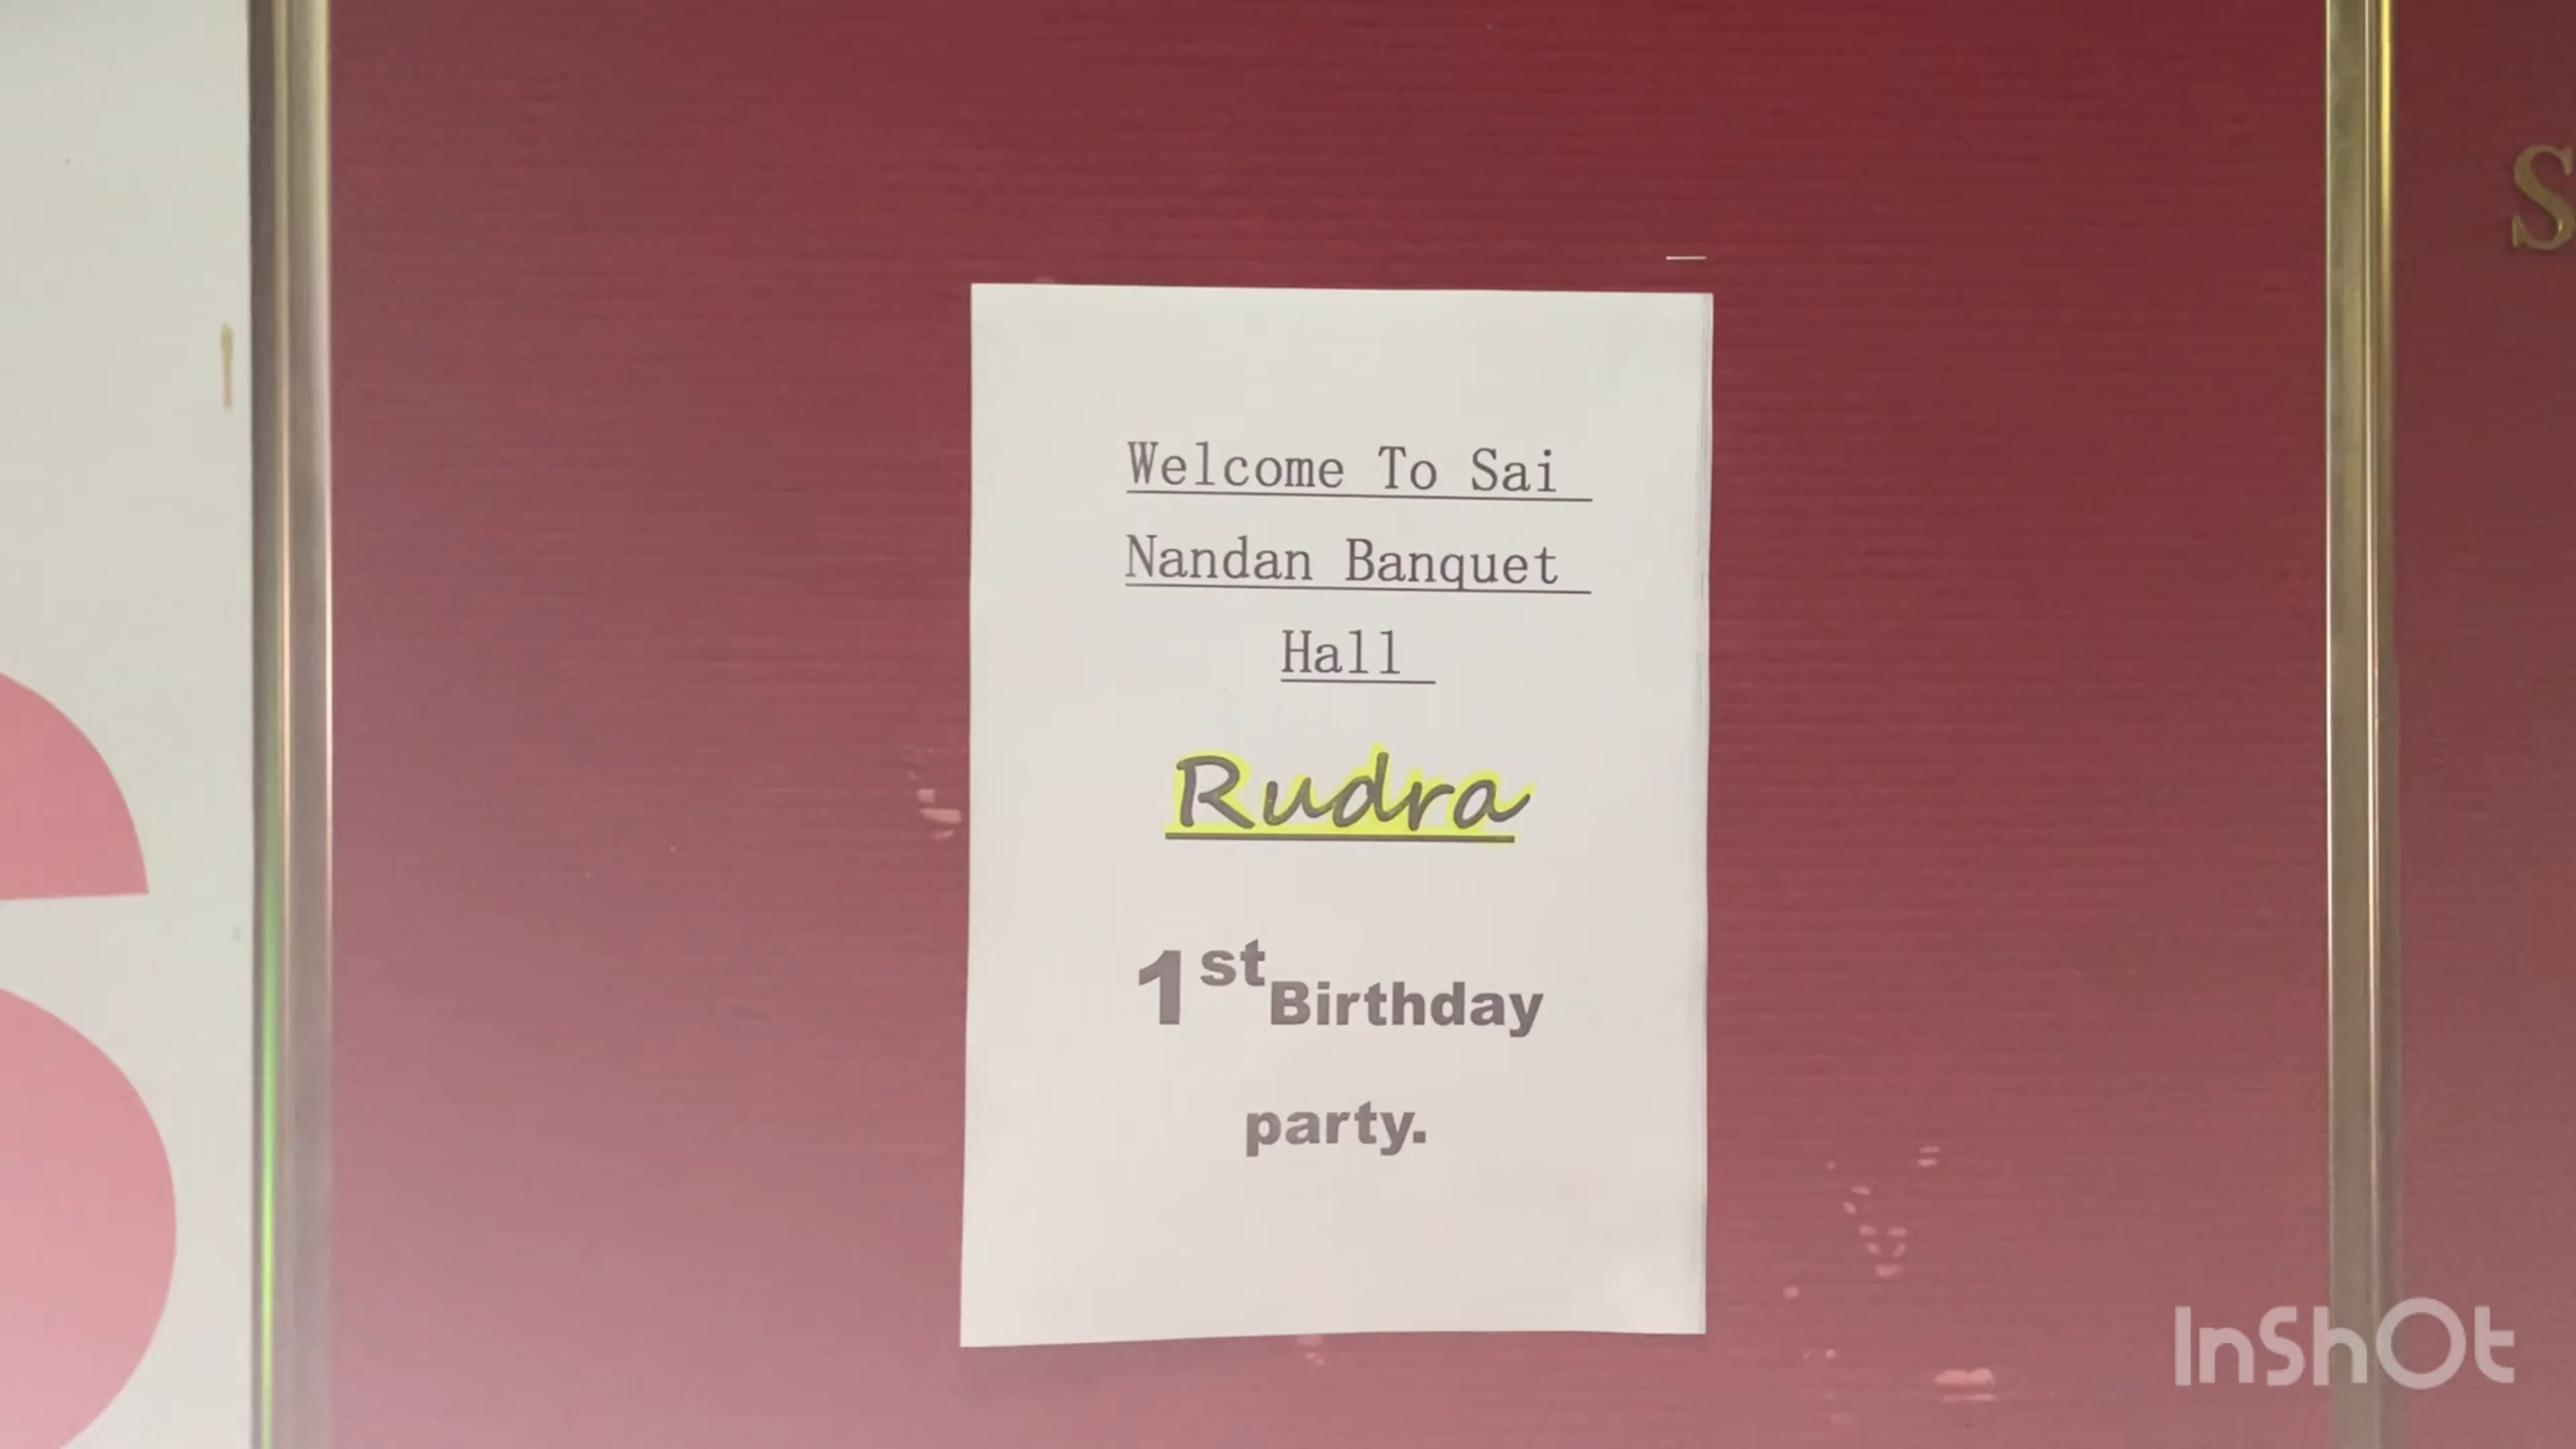 Welcome To Sai
Nandan Banquet
Hall
Rudra
1st Birthday
party.
S
InShOt